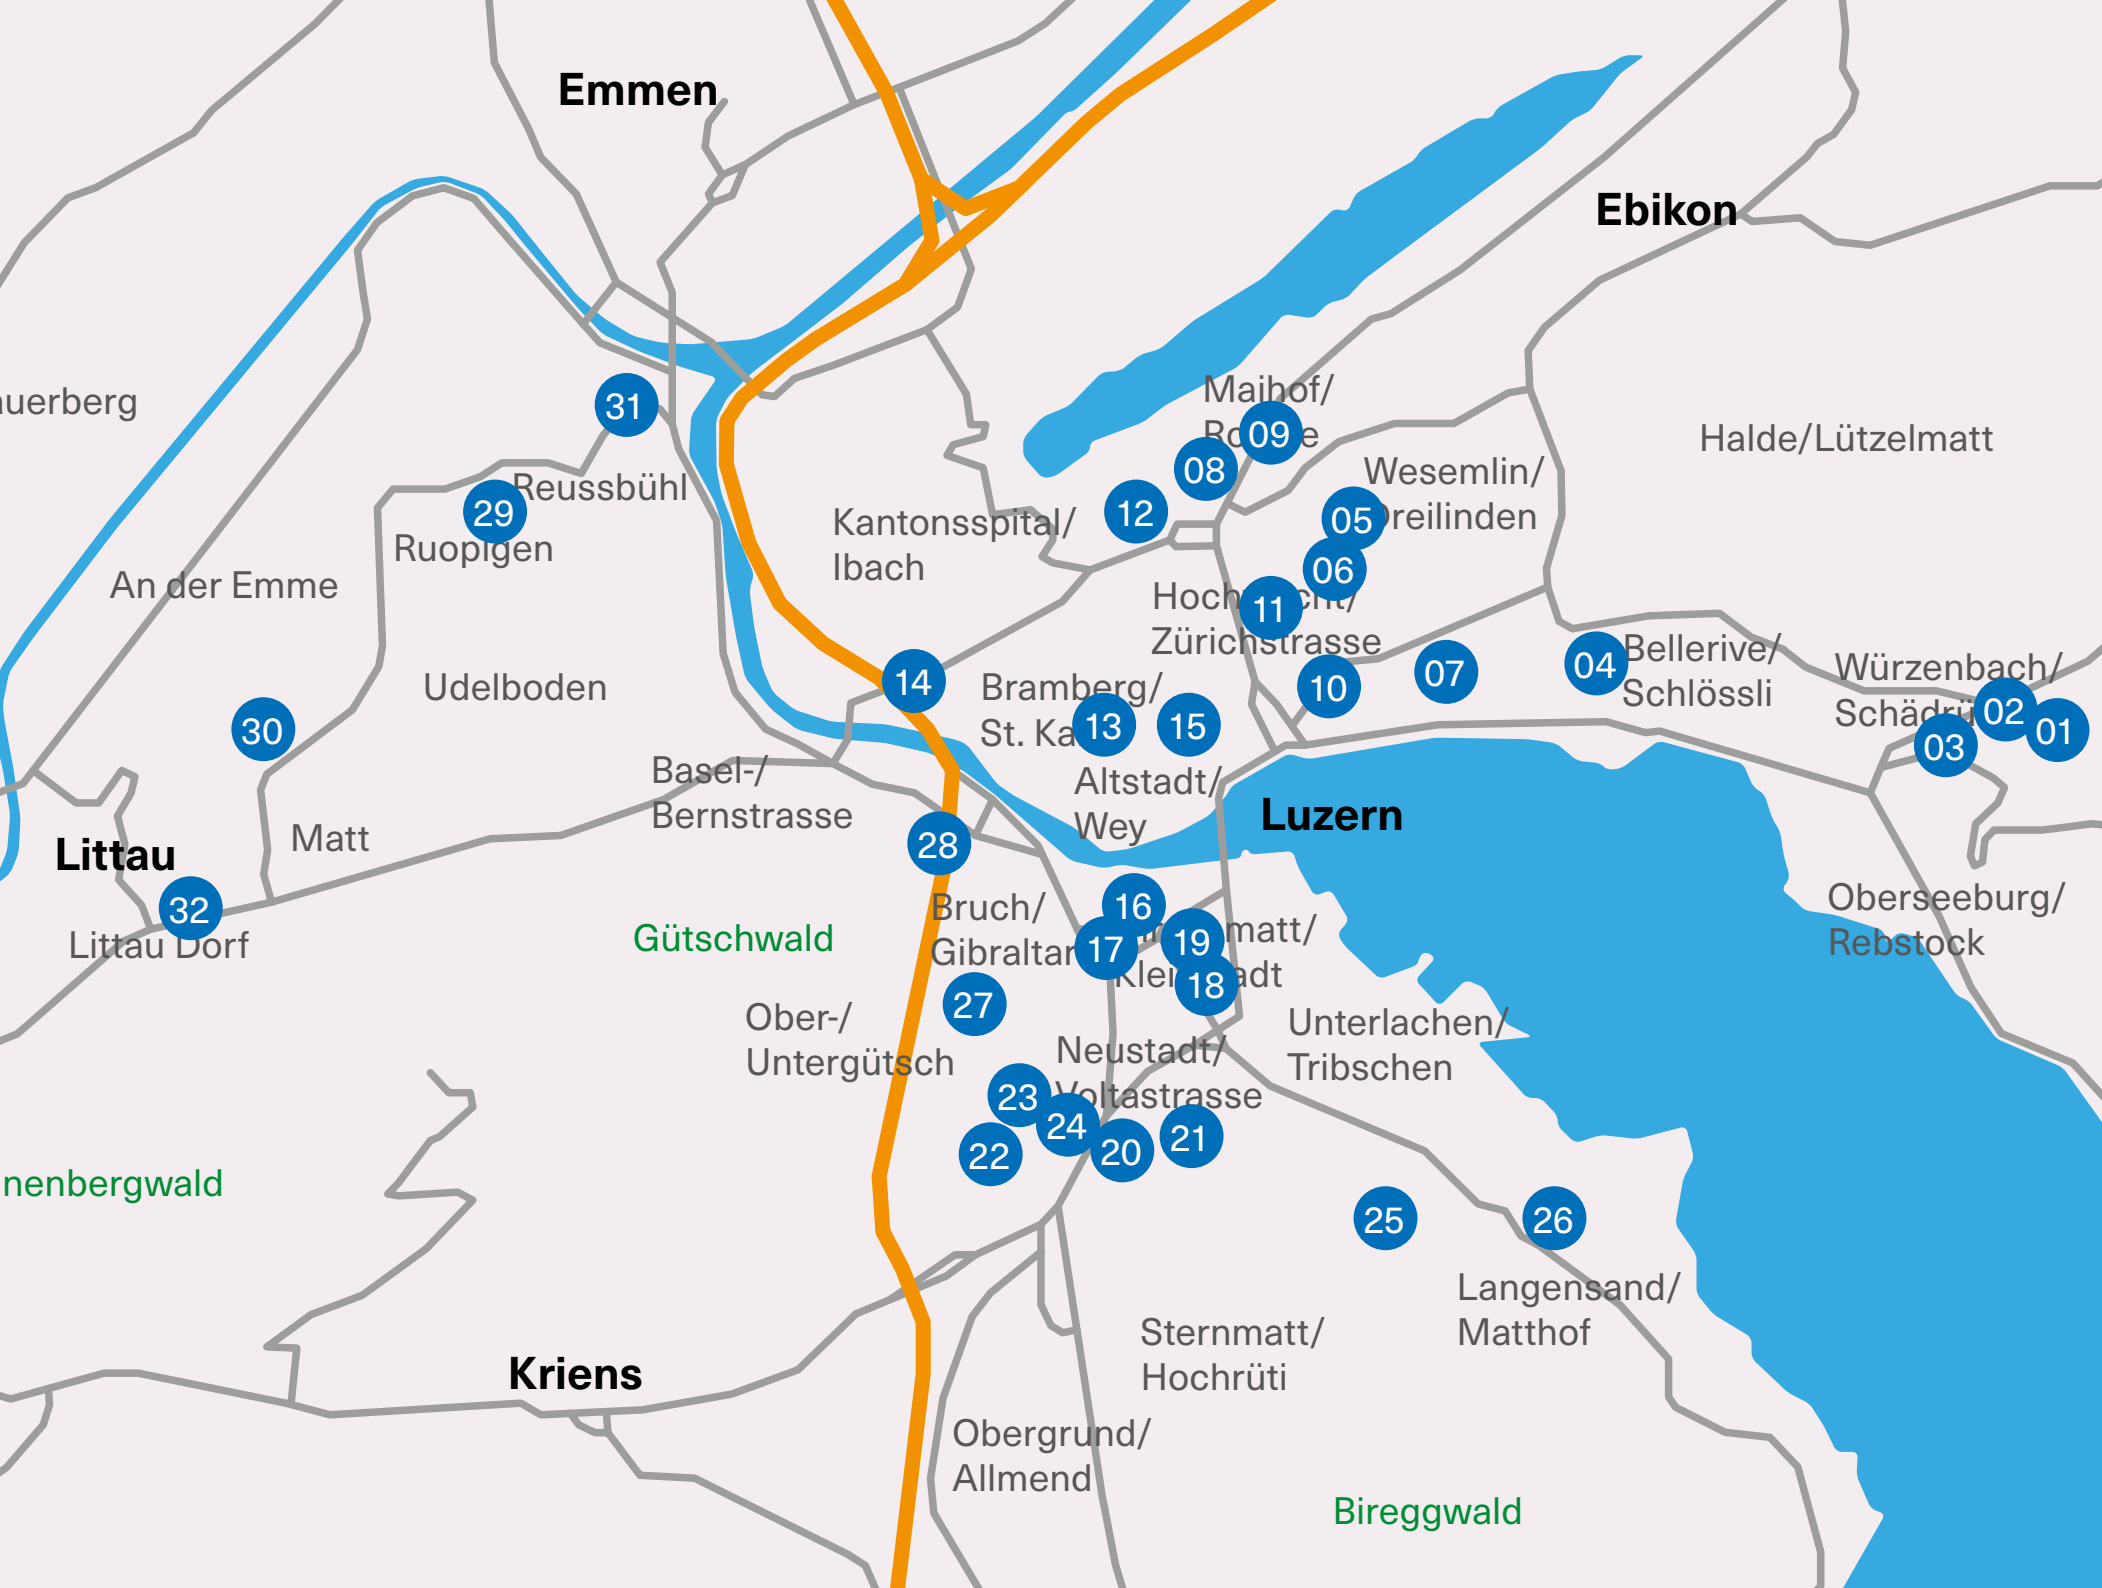 Emmen
Ebikon
uerberg
31
Maihof/
09
08
Halde/Lützelmatt
Reussbühl
29
Ruopigen
12
Wesemlin/
05
Dreilinden
Kantonsspital/
Ibach
06
An der Emme
11
Zürichstrasse
14
Udelboden
30
Bramberg/
St.
13
15
10
07
04
Bellerive/
Schlössli
Würzenbach/
02
01
03
Basel-/
Bernstrasse
Altstadt/
Wey
Luzern
Littau
Matt
28
32
Littau Dorf
Gütschwald
Bruch/
Gibraltar
16
17
19
18
Oberseeburg/
Rebstock
27
Ober-/
Untergütsch
Unterlachen/
Tribschen
Neustadt/
Voltastrasse
23
24
22
20
21
nenbergwald
25
26
Langensand/
Matthof
Sternmatt/
Hochrüti
Kriens
Obergrund/
Allmend
Bireggwald